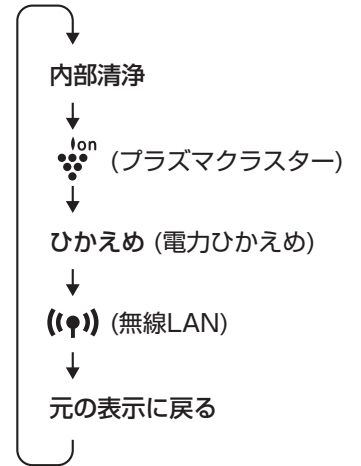 内部清浄
ion
(プラズマクラスター)
ひかえめ (電力ひかえめ)
(無線LAN)
元の表示に戻る